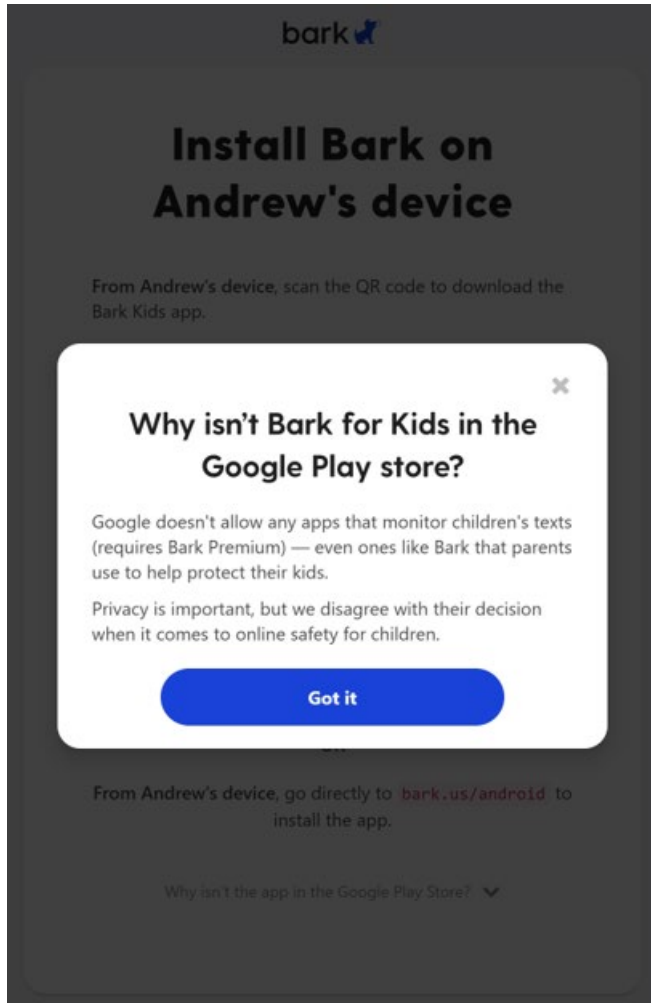 bark
Install Bark on
Andrew's device
From Andrew's device, scan the QR code to download the
Bark Kids app.
Why isn't Bark for Kids in the
Google Play store?
Google doesn't allow any apps that monitor children's texts
(requires Bark Premium) — even ones like Bark that parents
use to help protect their kids.
Privacy is important, but we disagree with their decision
when it comes to online safety for children.
Got it
From Andrew's device, go directly to bark.us/android to
install the app.
Why isn't the app in the Google Play Store?